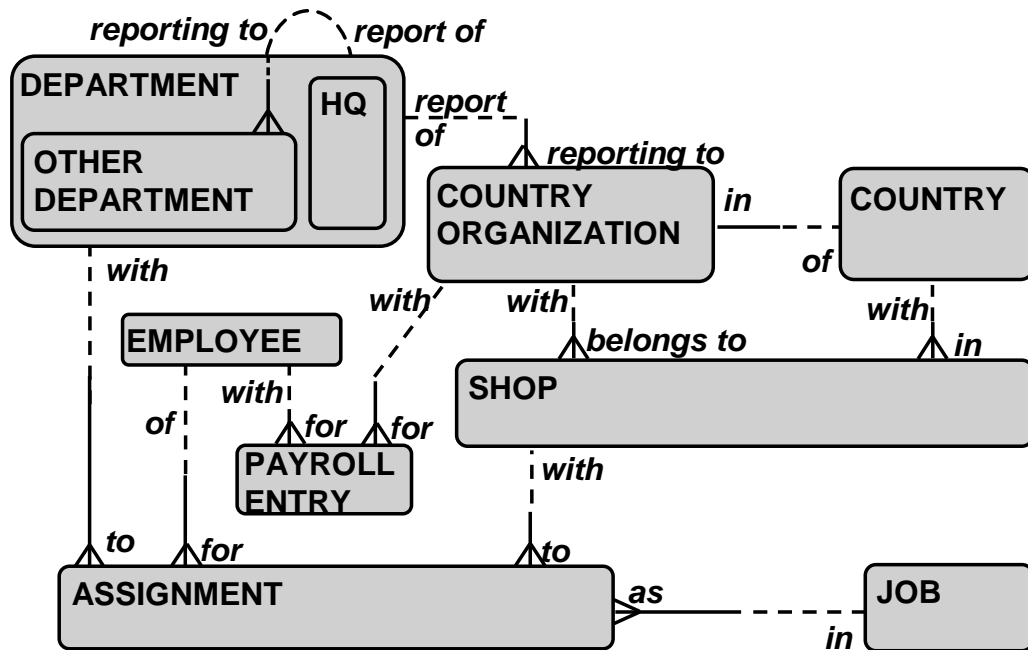 reporting to report of
DEPARTMENT
HQ
report
of
OTHER
DEPARTMENT
reporting to
COUNTRY
ORGANIZATION
in
of
COUNTRY
with
with
with
with
EMPLOYEE
belongs to
in
SHOP
of
with
for
for
PAYROLL
ENTRY
with
to
for
to
ASSIGNMENT
as
in
JOB